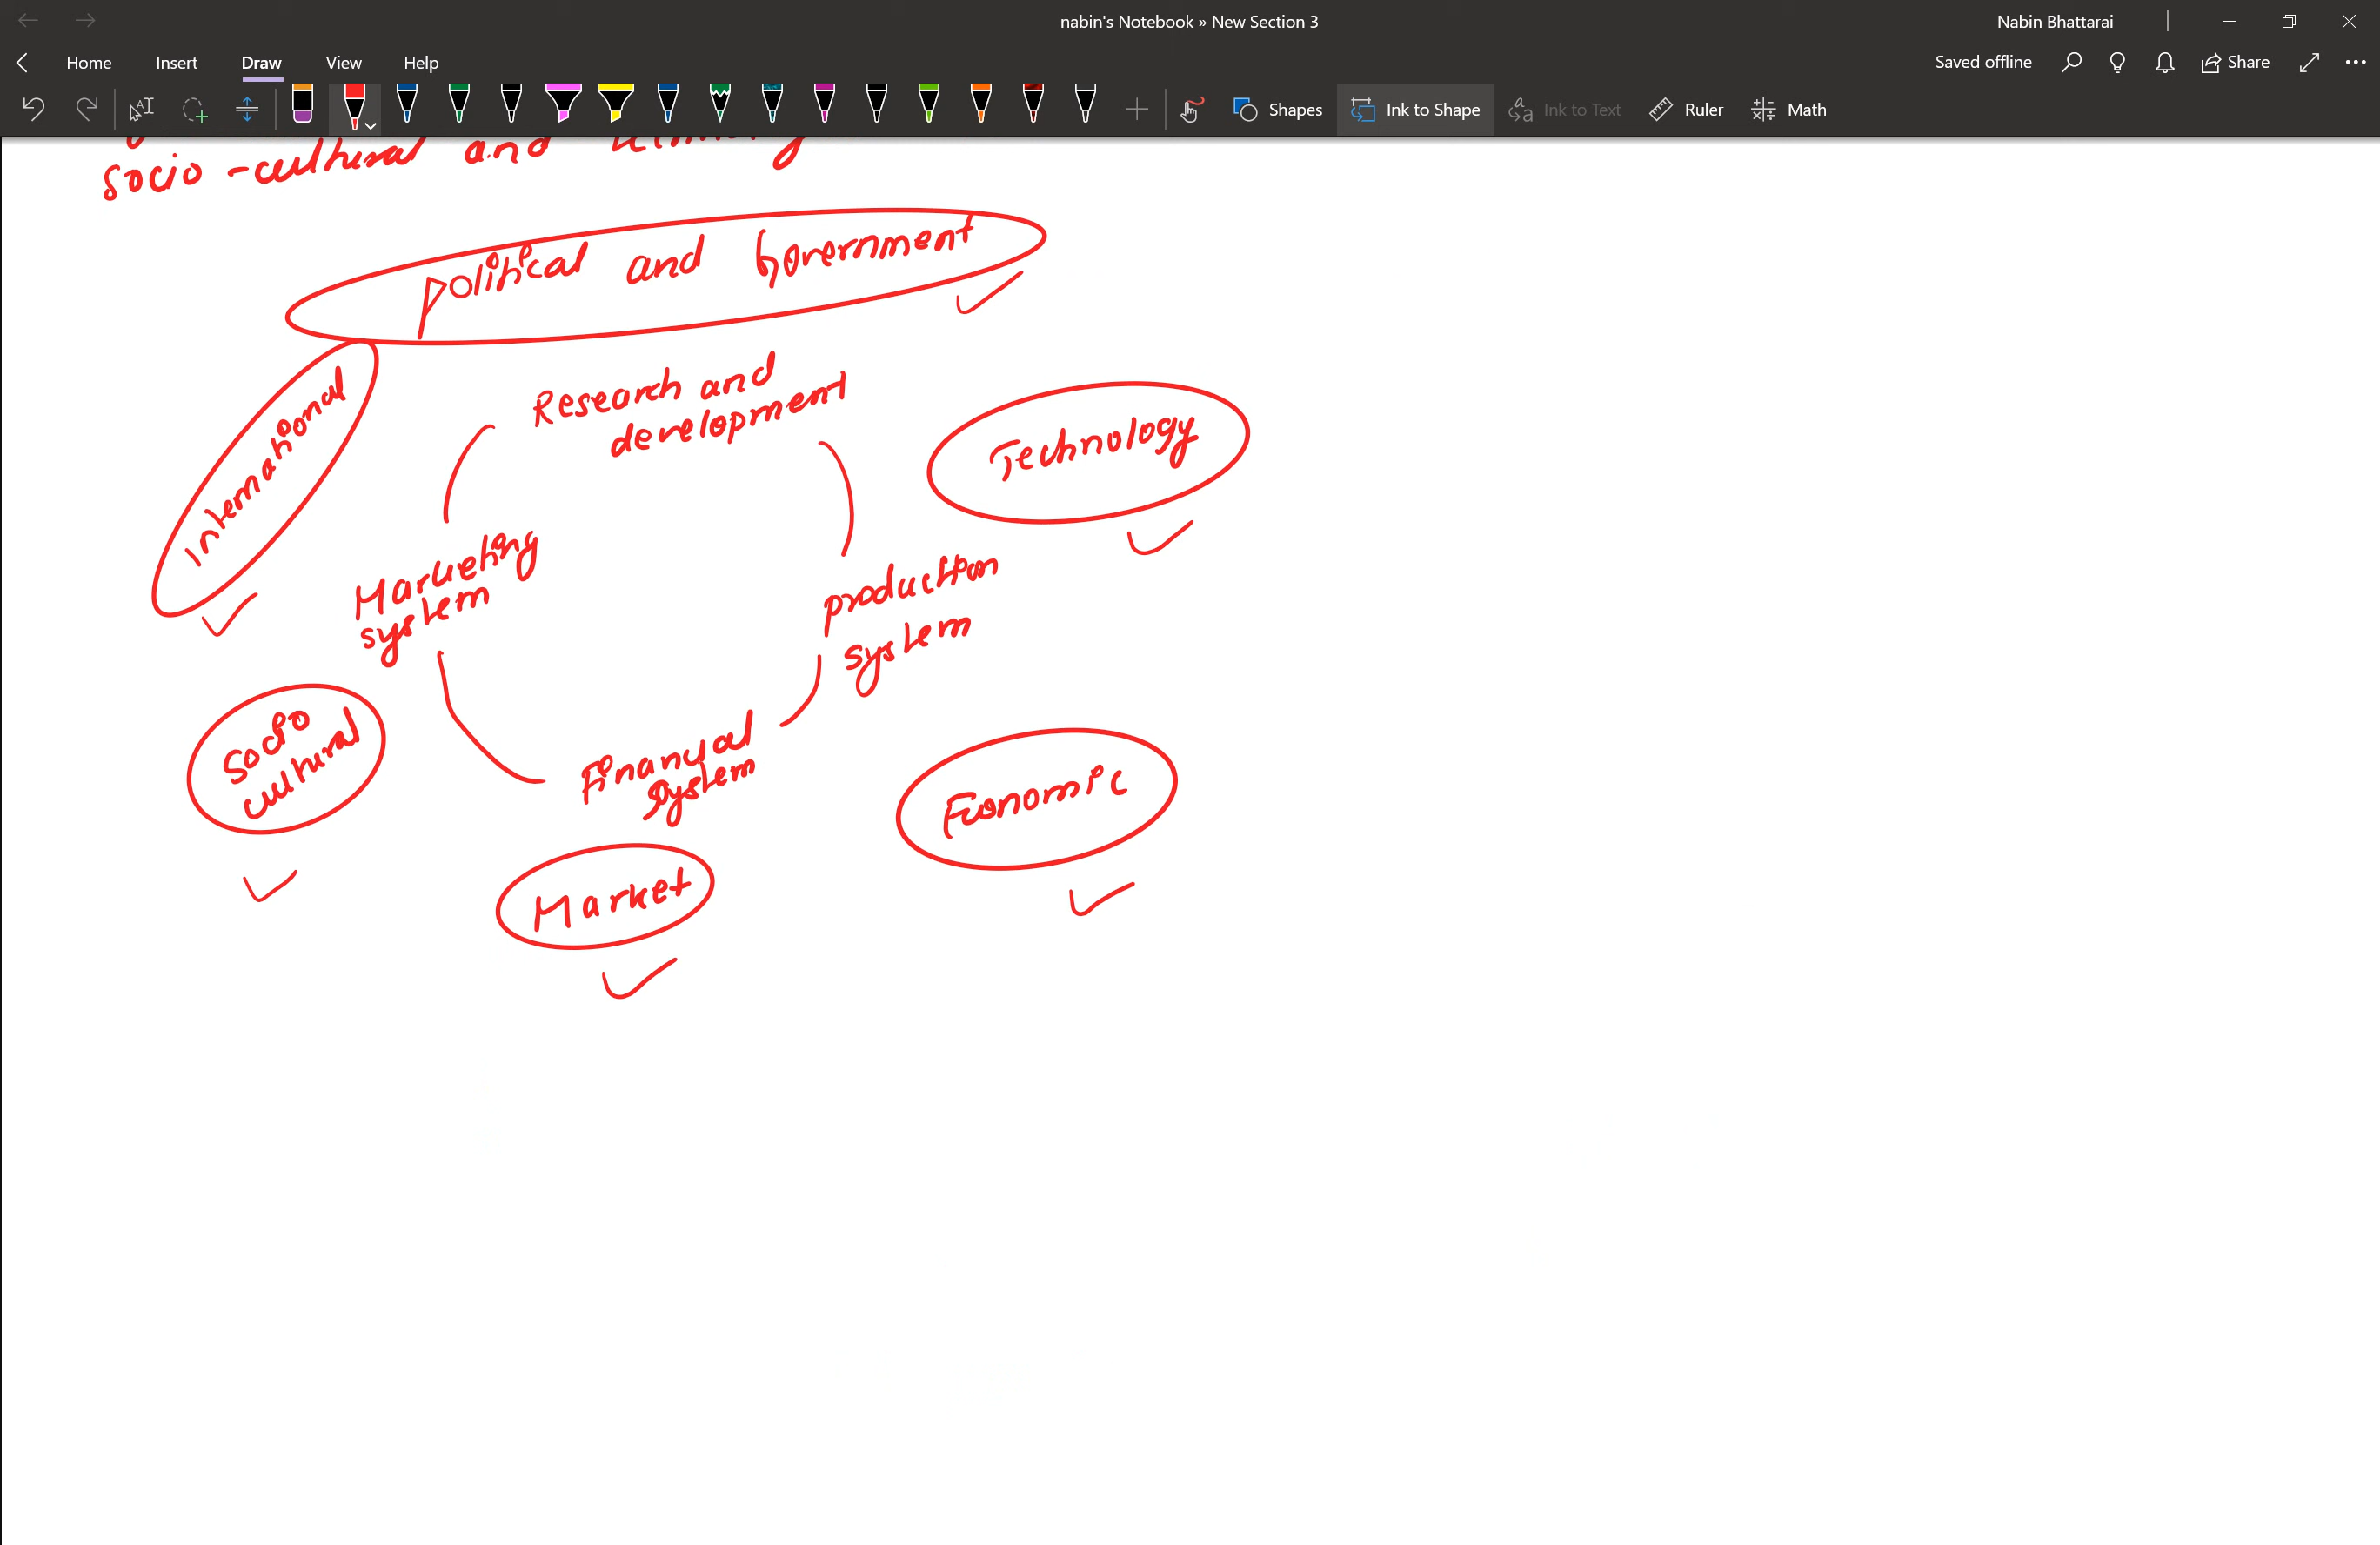 nabin's Notebook » New Section 3
Nabin Bhattarai
Home Insert Draw View Help
Saved offline
Share
Shapes
Ink to Shape
Ink to Text
Ruler
Math
Socio-cultural and
Political and Government
International
Research and
development
Technology
Marketing
system
production
system
Socio
cultural
Financial
system
Economic
Market